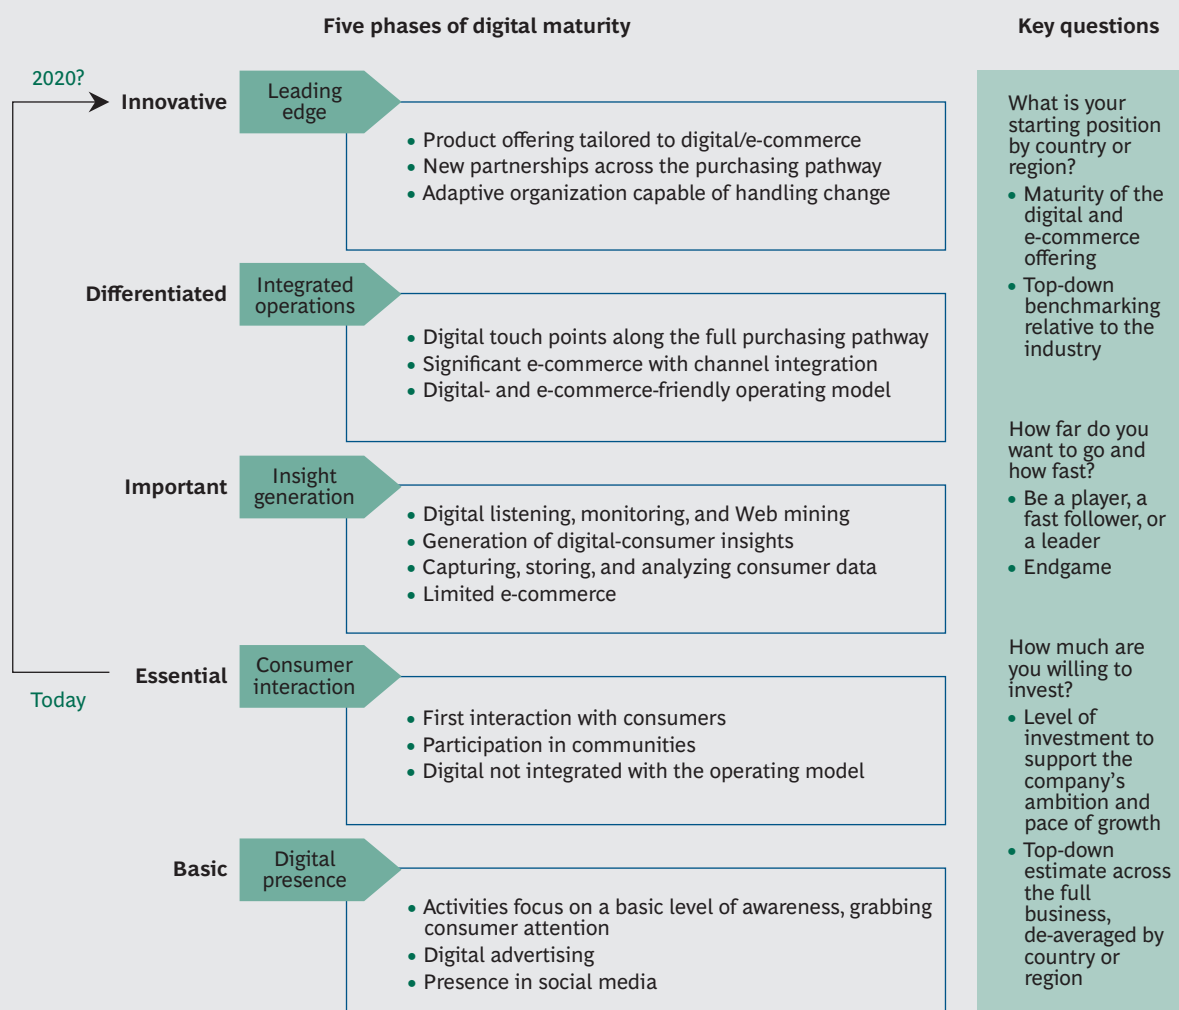 Five phases of digital maturity
Key questions
2020?
Innovative
Leading
edge
• Product offering tailored to digital/e-commerce
• New partnerships across the purchasing pathway
• Adaptive organization capable of handling change
Differentiated
Integrated
operations
• Digital touch points along the full purchasing pathway
• Significant e-commerce with channel integration
• Digital- and e-commerce-friendly operating model
Important
Insight
generation
• Digital listening, monitoring, and Web mining
• Generation of digital-consumer insights
• Capturing, storing, and analyzing consumer data
• Limited e-commerce
Essential
Today
Consumer
interaction
• First interaction with consumers
• Participation in communities
• Digital not integrated with the operating model
Basic
Digital
presence
• Activities focus on a basic level of awareness, grabbing
consumer attention
• Digital advertising
• Presence in social media
What is your
starting position
by country or
region?
• Maturity of the
digital and
e-commerce
offering
• Top-down
benchmarking
relative to the
industry
How far do you
want to go and
how fast?
• Be a player, a
fast follower, or
a leader
• Endgame
How much are
you willing to
invest?
• Level of
investment to
support the
company's
ambition and
pace of growth
• Top-down
estimate across
the full
business,
de-averaged by
country or
region